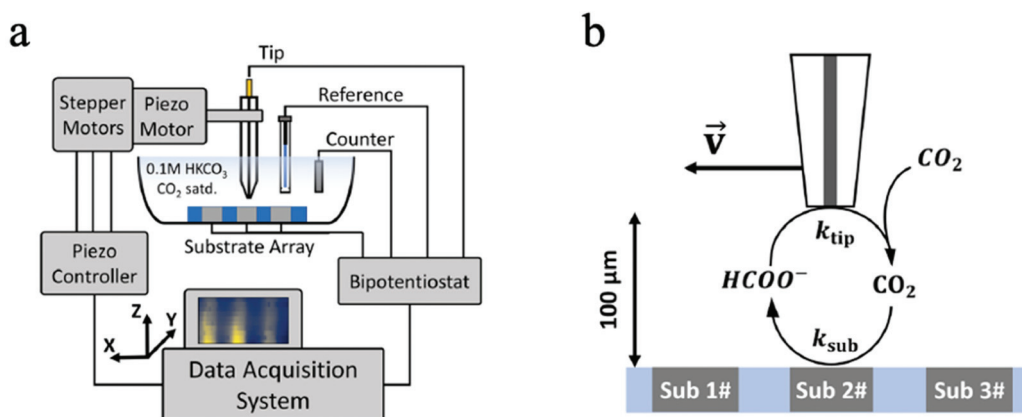 a
Tip
Stepper
Motors
Piezo
Motor
Reference
Counter
0.1M HKCO3
CO2 satd.
Substrate Array
Piezo
Controller
Bipotentiostat
Z
Y
X
Data Acquisition
System
b
v
CO2
ktip
100 μm
HCOO−
CO2
ksub
Sub 1#
Sub 2#
Sub 3#